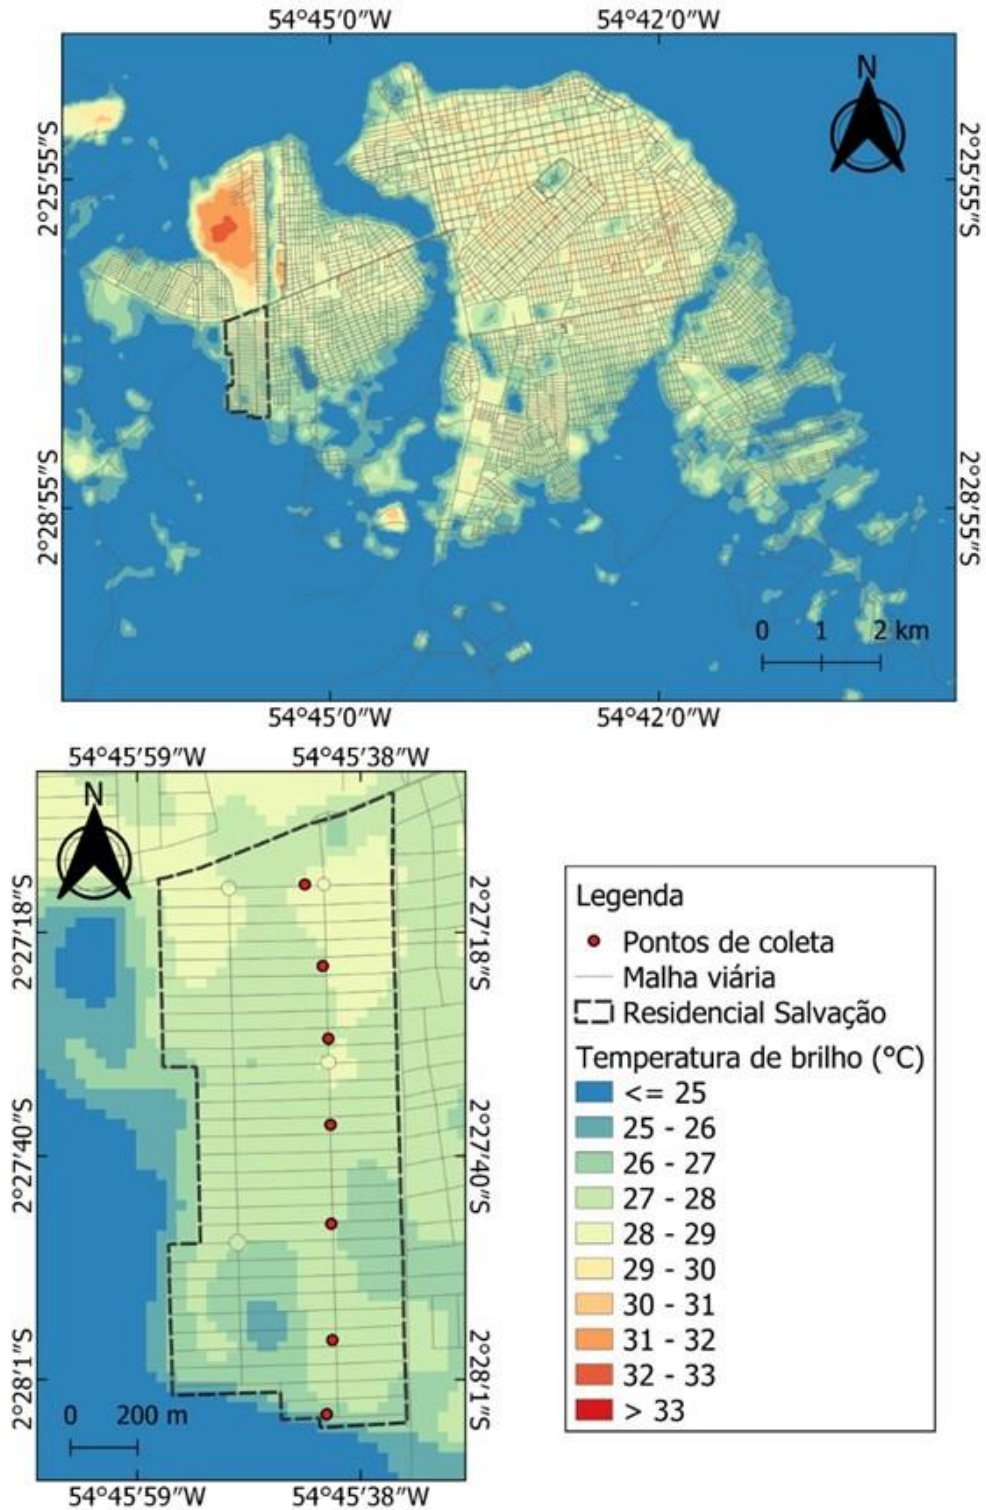 54°45′0″W 54°42′0″W
N
2°25′55″S 2°25′55″S
2°28′55″S 2°28′55″S
0 1 2 km
54°45′0″W 54°42′0″W
54°45′59″W 54°45′38″W
N
2°27′18″S 2°27′18″S
2°27′40″S 2°27′40″S
2°28′1″S 2°28′1″S
0 200 m
54°45′59″W 54°45′38″W
Legenda
Pontos de coleta
Malha viária
Residencial Salvação
Temperatura de brilho (°C)
<= 25
25 - 26
26 - 27
27 - 28
28 - 29
29 - 30
30 - 31
31 - 32
32 - 33
> 33